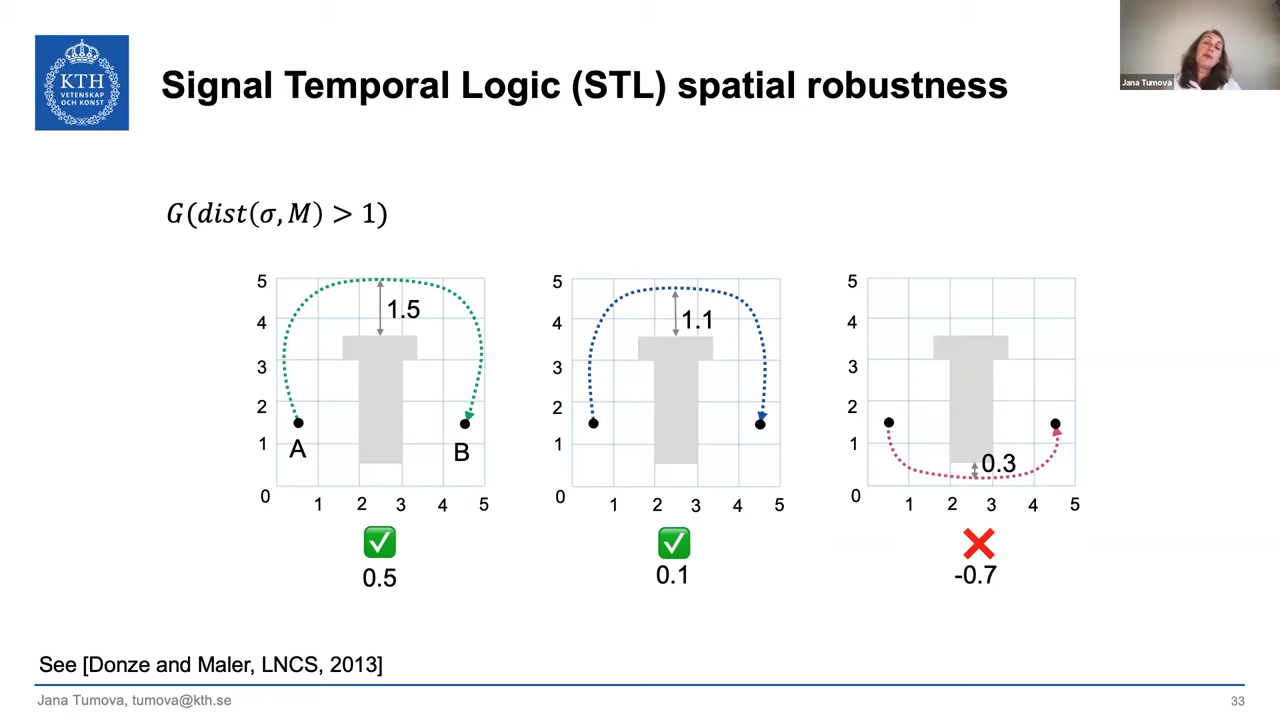 KTH
VETENSKAP
OCH KONST
Signal Temporal Logic (STL) spatial robustness
Jana Tumova
G(dist(σ, M) > 1)
5
4
3
2
1
0
1 2 3 4 5
1.5
A
B
✅
0.5
5
4
3
2
1
0
1 2 3 4 5
1.1
✅
0.1
5
4
3
2
1
0
1 2 3 4 5
0.3
❌
-0.7
See [Donze and Maler, LNCS, 2013]
Jana Tumova, tumova@kth.se
33